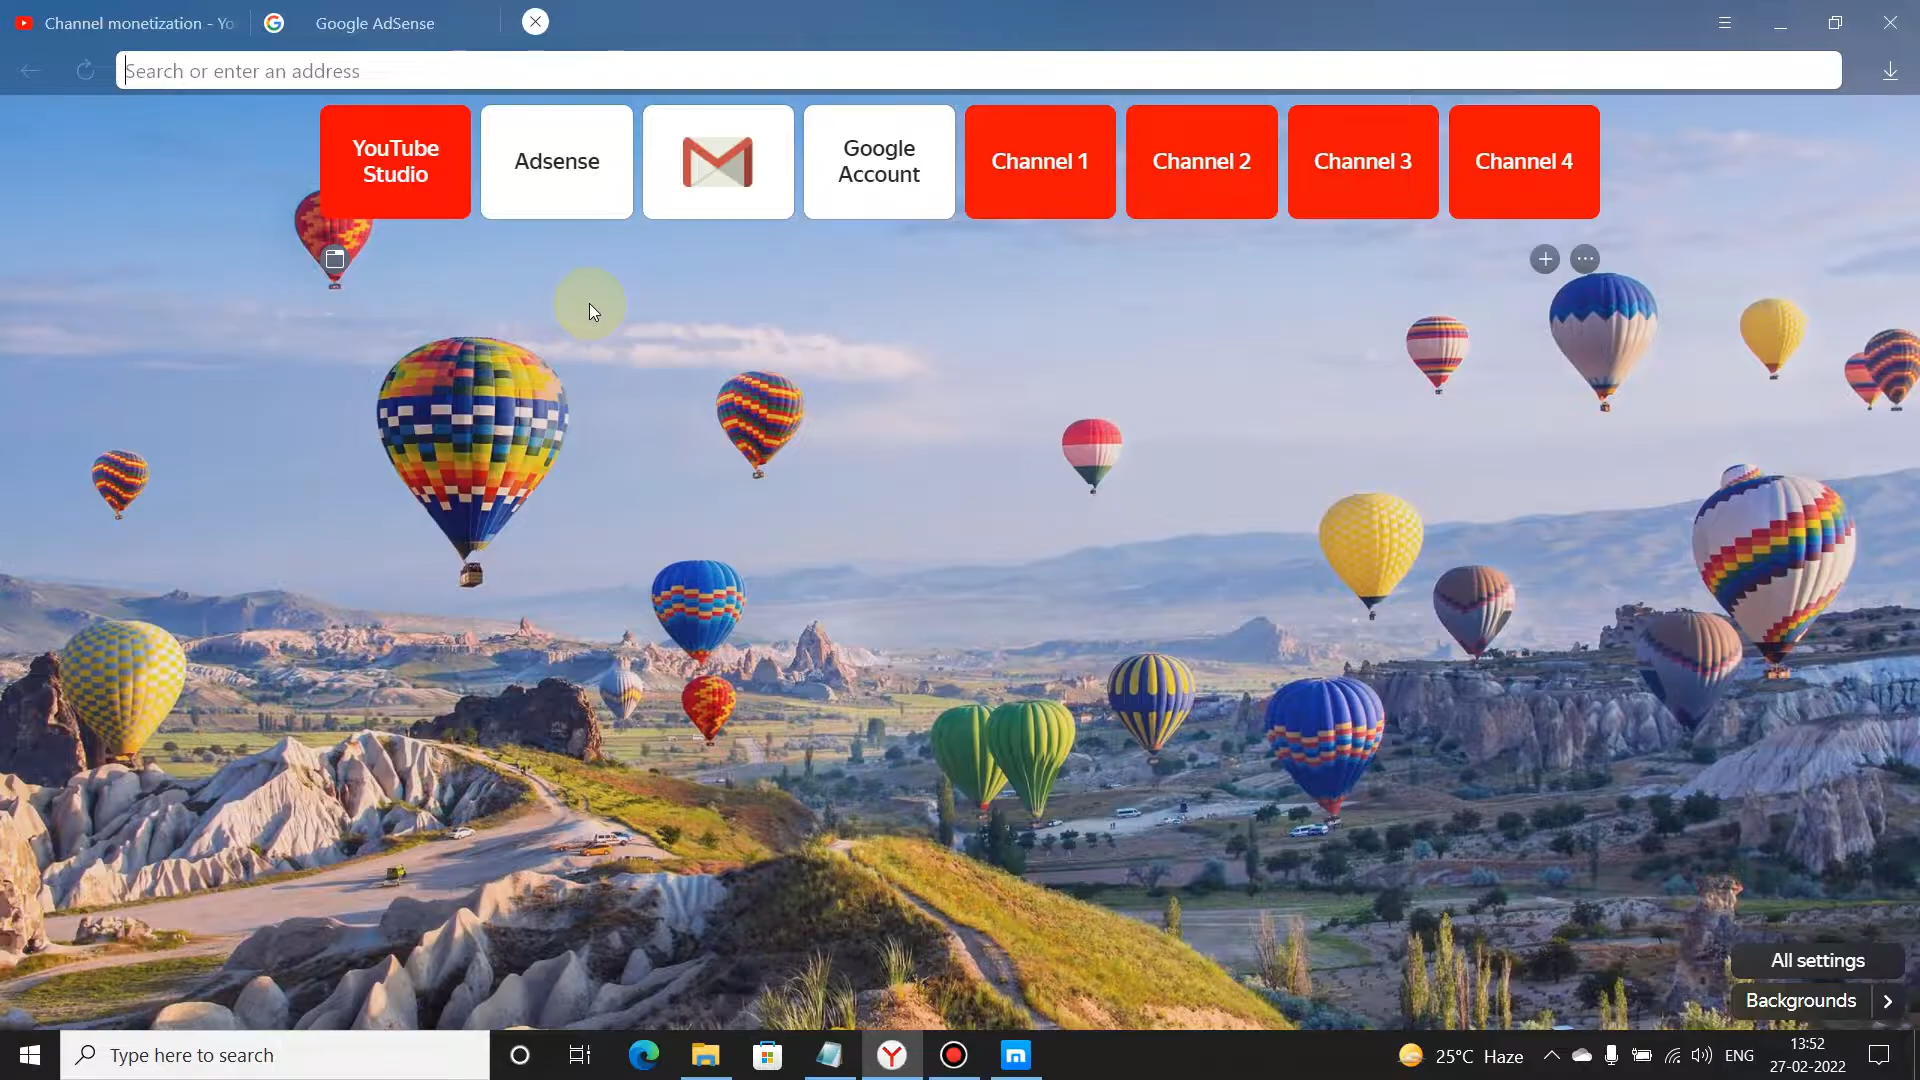 Channel monetization - Yo
Google AdSense
Search or enter an address
YouTube
Studio
Adsense
Google
Account
Channel 1
Channel 2
Channel 3
Channel 4
All settings
Backgrounds
Type here to search
25°C Haze
ENG
13:52
27-02-2022